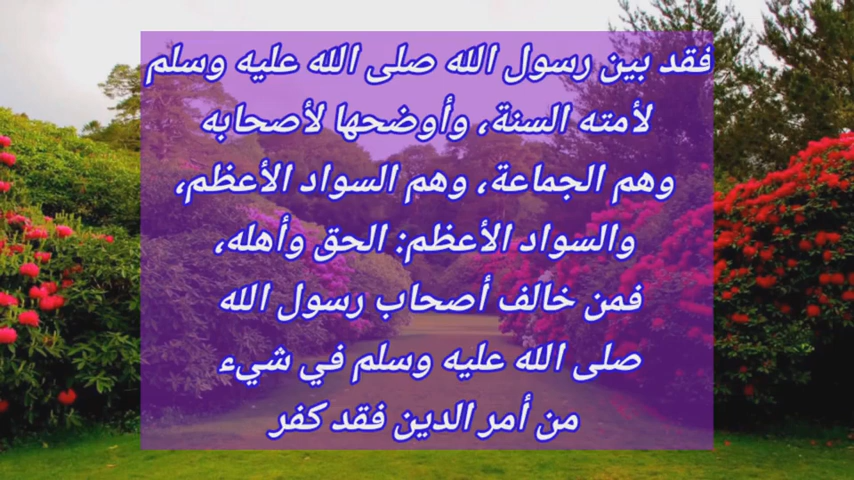 فقد بين رسول الله صلى الله عليه وسلم
لأمته السنة، وأوضحها لأصحابه
وهم الجماعة، وهم السواد الأعظم،
والسواد الأعظم: الحق وأهله،
فمن خالف أصحاب رسول الله
صلى الله عليه وسلم في شيء
من أمر الدين فقد كفر